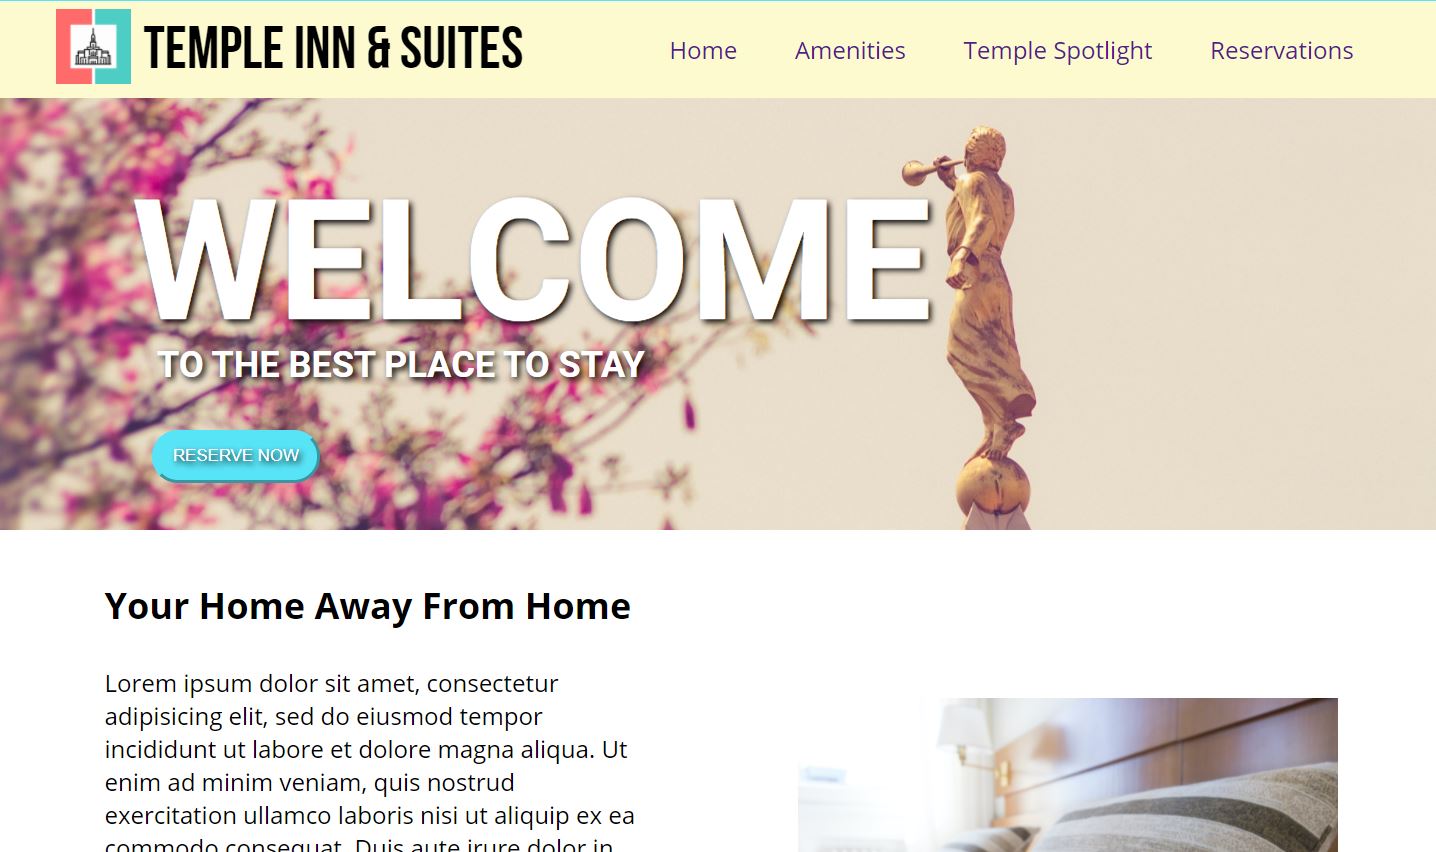 TEMPLE INN & SUITES
Home Amenities Temple Spotlight Reservations
WELCOME
TO THE BEST PLACE TO STAY
RESERVE NOW
Your Home Away From Home
Lorem ipsum dolor sit amet, consectetur
adipisicing elit, sed do eiusmod tempor
incididunt ut labore et dolore magna aliqua. Ut
enim ad minim veniam, quis nostrud
exercitation ullamco laboris nisi ut aliquip ex ea
commodo consequat. Duis aute irure dolor in